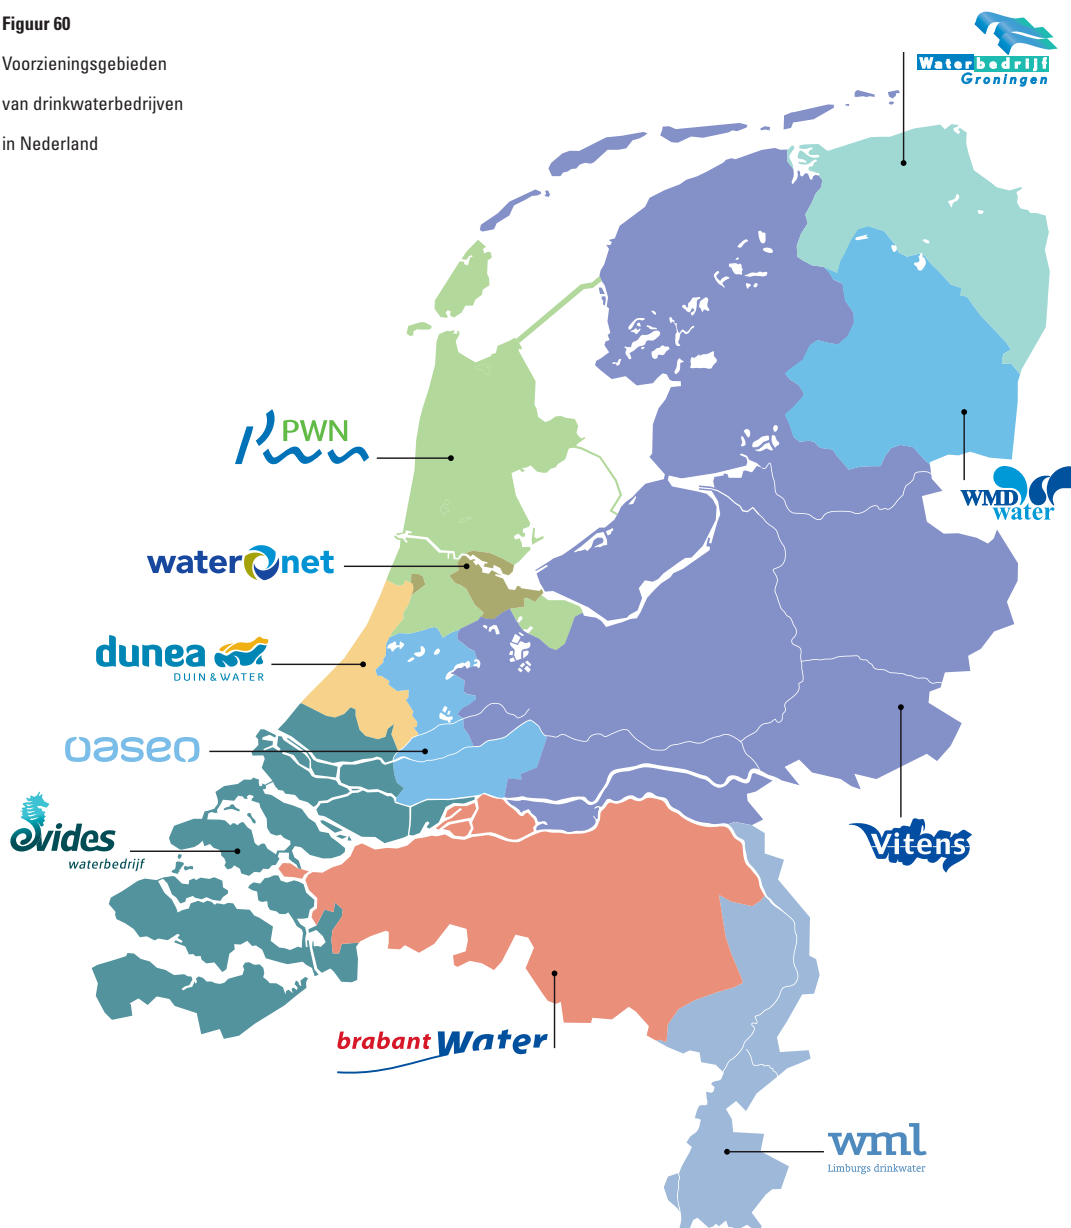 Figuur 60
Voorzieningsgebieden
van drinkwaterbedrijven
in Nederland
Waterbedrijf
Groningen
PWN
WMD
water
waternet
dunea
DUIN & WATER
oasen
evides
waterbedrijf
Vitens
brabant Water
wml
Limburgs drinkwater